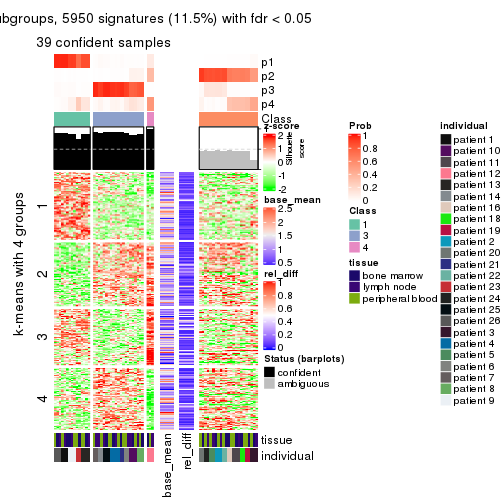 ubgroups, 5950 signatures (11.5%) with fdr < 0.05
39 confident samples
p1
p2
p3
p4
Class
Silhouette score
k-means with 4 groups
1
2
3
4
base_mean
rel_diff
tissue
individual
z-score
2
1
0
-1
-2
base_mean
2.5
2
1.5
1
0.5
rel_diff
1
0.8
0.6
0.4
0.2
0
Status (barplots)
confident
ambiguous
Prob
1
0.8
0.6
0.4
0.2
0
Class
1
3
4
tissue
bone marrow
lymph node
peripheral blood
individual
patient 1
patient 10
patient 11
patient 12
patient 13
patient 14
patient 16
patient 18
patient 19
patient 2
patient 20
patient 21
patient 22
patient 23
patient 24
patient 25
patient 26
patient 3
patient 4
patient 5
patient 6
patient 7
patient 8
patient 9